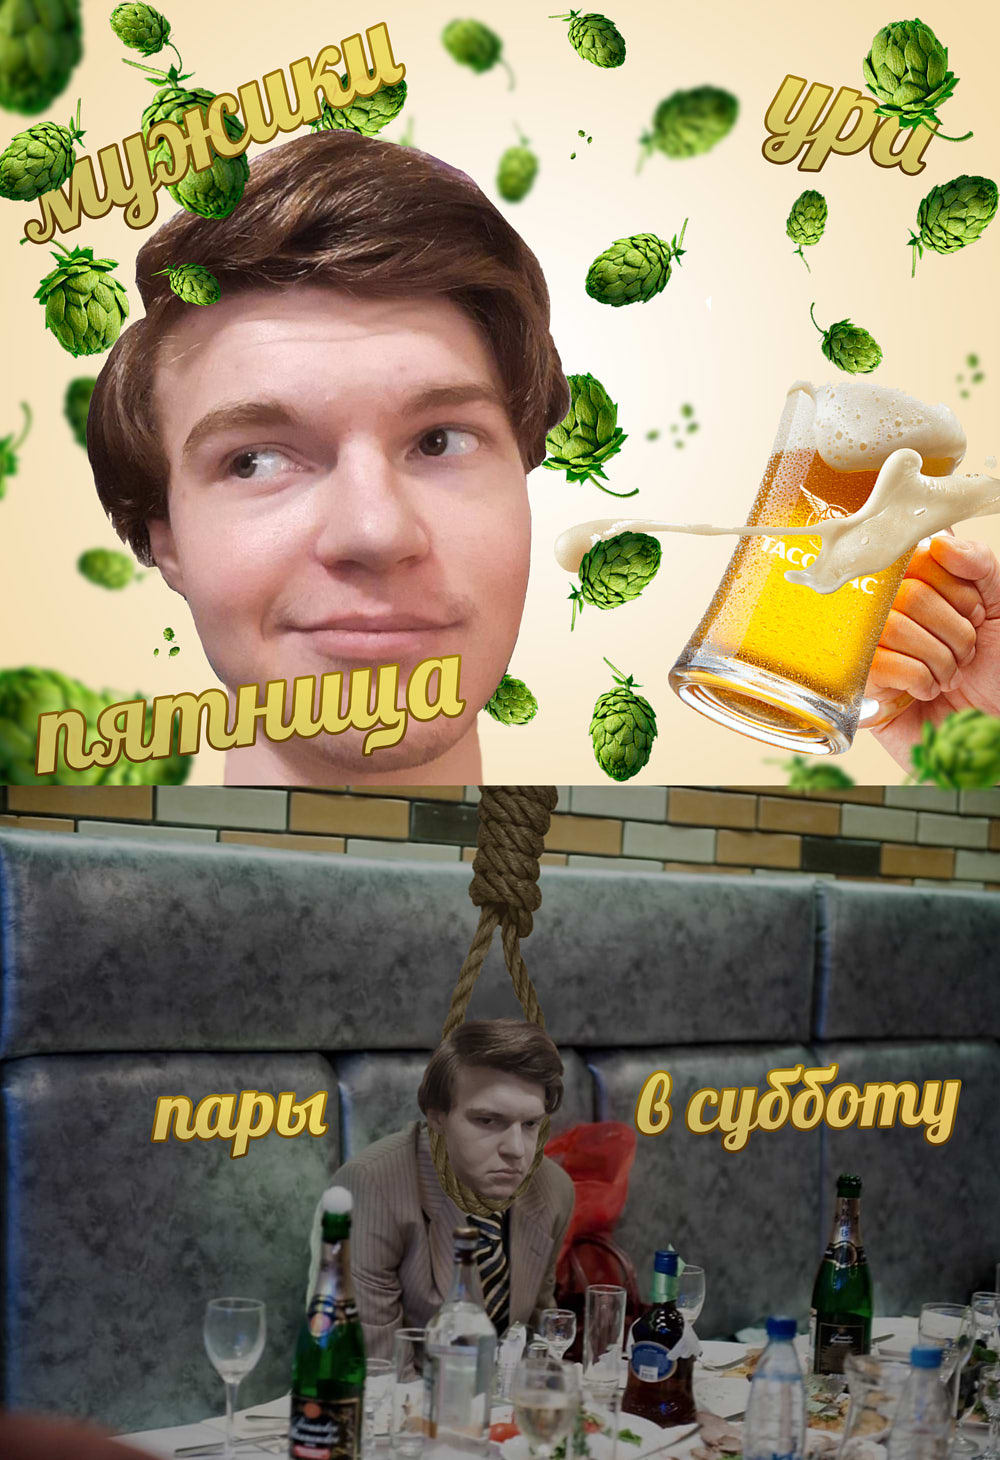 мужики
ура
пятница
пары
в субботу